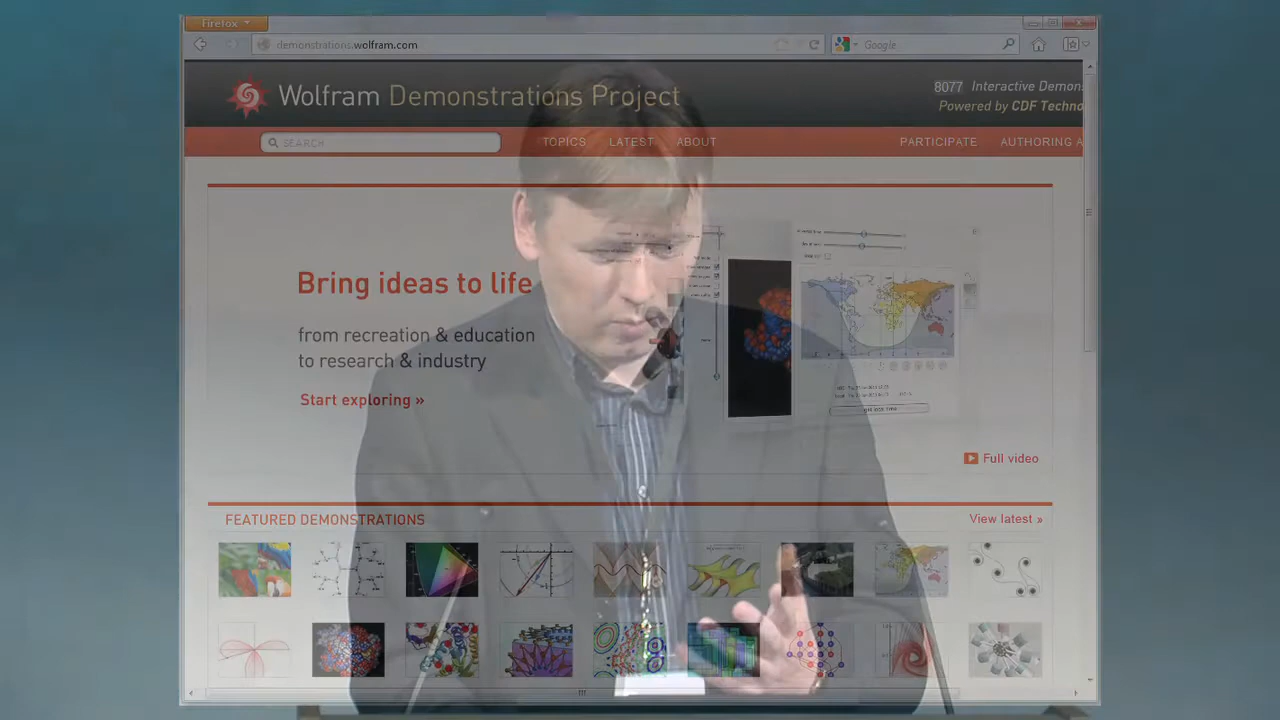 Firefox
demonstrations.wolfram.com
Google
Wolfram Demonstrations Project
8077 Interactive Demon
Powered by CDF Techno
SEARCH
TOPICS LATEST ABOUT PARTICIPATE AUTHORING A
Bring ideas to life
from recreation & education
to research & industry
Start exploring »
Full video
FEATURED DEMONSTRATIONS
View latest »